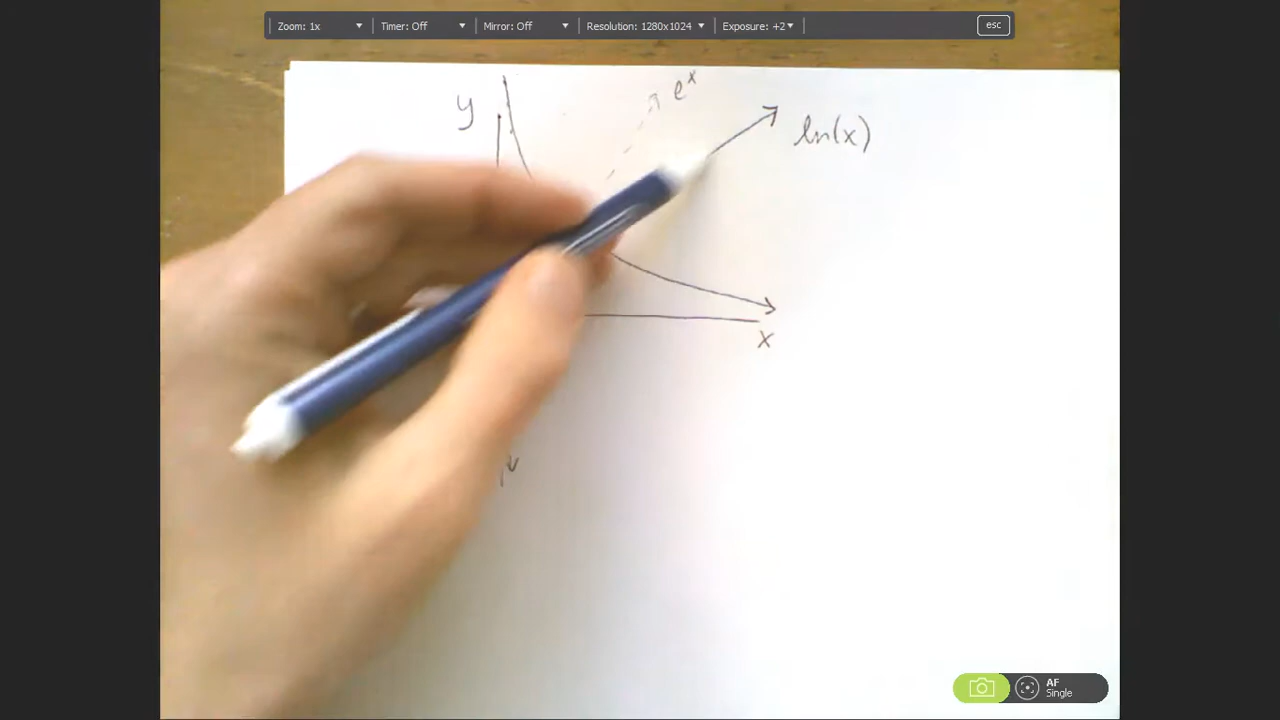 Zoom: 1x Timer: Off Mirror: Off Resolution: 1280x1024 Exposure: +2 esc
y
e^x
ln(x)
x
AF
Single